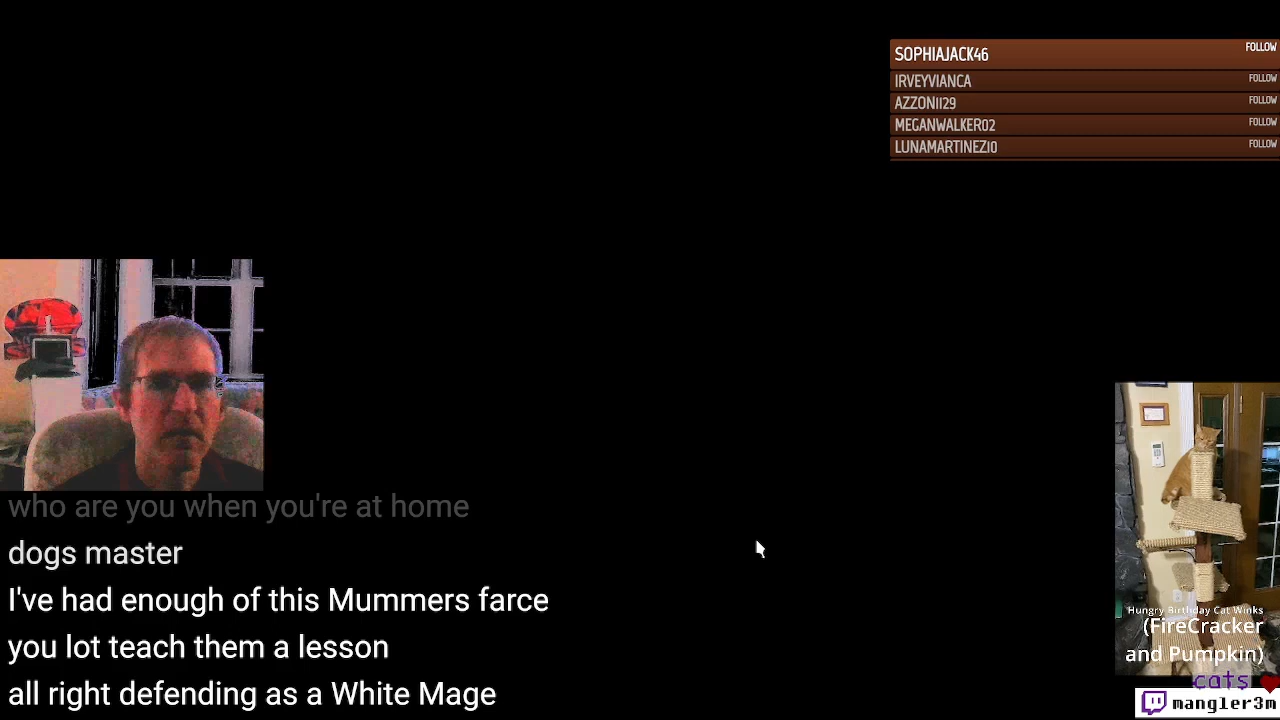 SOPHIAJACK46 FOLLOW
IRVEYVIANCA FOLLOW
AZZON1129 FOLLOW
MEGANWALKER02 FOLLOW
LUNAMARTINEZ10 FOLLOW
who are you when you're at home
dogs master
I've had enough of this Mummers farce
you lot teach them a lesson
all right defending as a White Mage
Hungry Birthday Cat Winks
(FireCracker
and Pumpkin)
cats
mangler3m